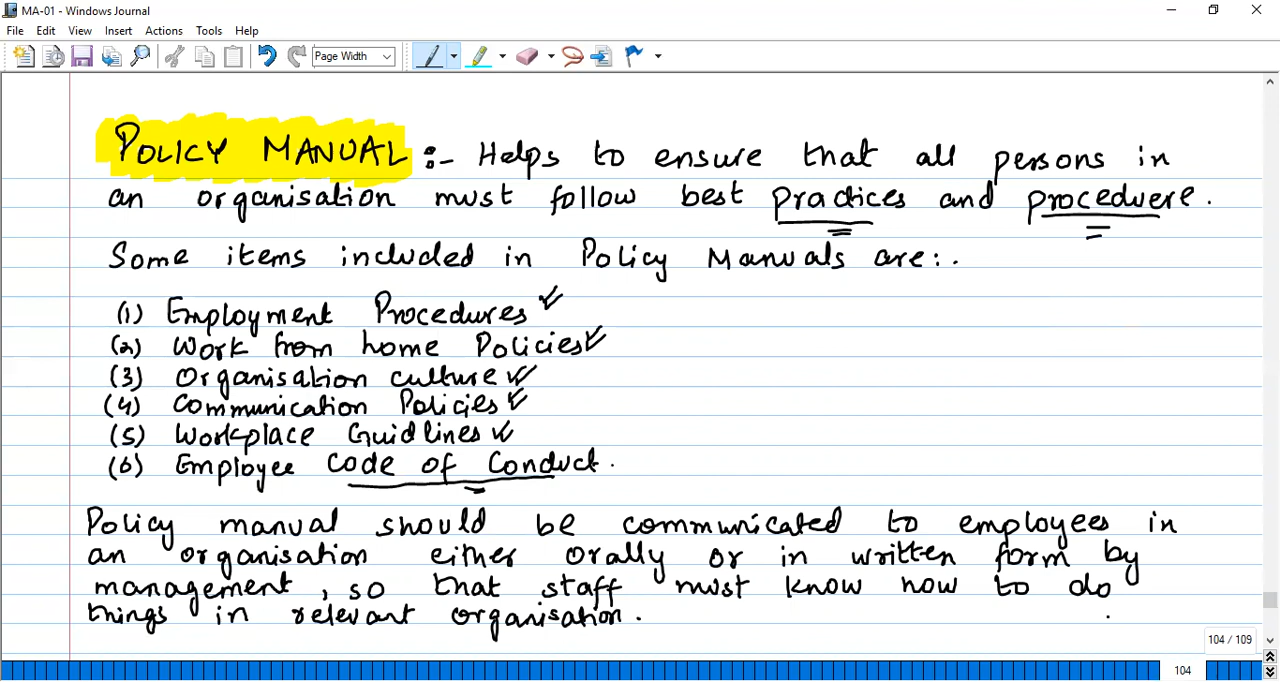 MA-01 - Windows Journal
File Edit View Insert Actions Tools Help
Page Width
POLICY MANUAL :- Helps to ensure that all persons in
an organisation must follow best practices and procedwere.
Some items included in Policy Manuals are:.
(1) Employment Procedures
(2) Work from home Policies
(3) Organisation culture
(4) Communication Policies
(5) Workplace Guidlines
(6) Employee Code of Conduct.
Policy manual should be communicated to employees in
an organisation either orally or in written form by
management, so that staff must know how to do
things in relevant organisation.
104 / 109
104